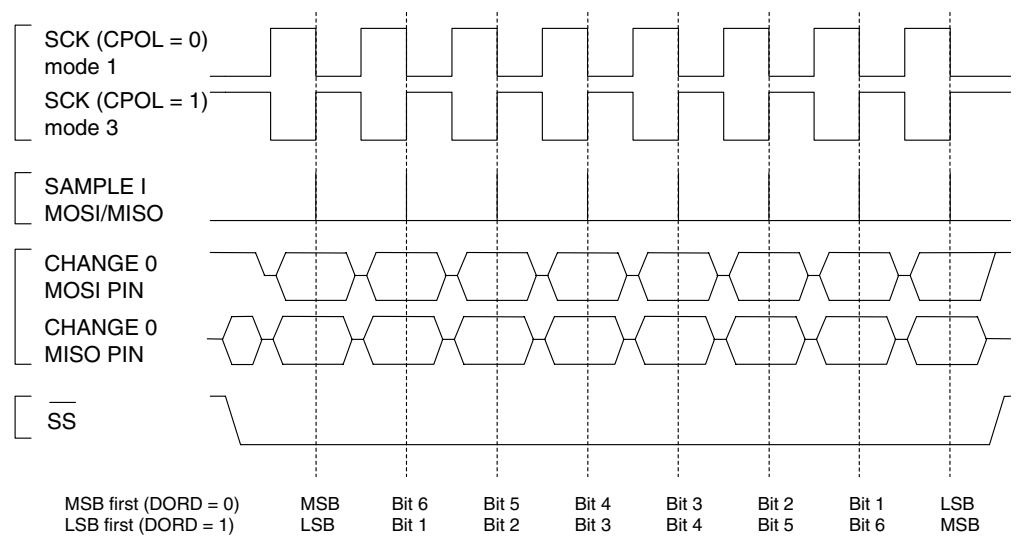 SCK (CPOL = 0)
mode 1
SCK (CPOL = 1)
mode 3
SAMPLE I
MOSI/MISO
CHANGE 0
MOSI PIN
CHANGE 0
MISO PIN
SS
MSB first (DORD = 0) MSB Bit 6 Bit 5 Bit 4 Bit 3 Bit 2 Bit 1 LSB
LSB first (DORD = 1) LSB Bit 1 Bit 2 Bit 3 Bit 4 Bit 5 Bit 6 MSB